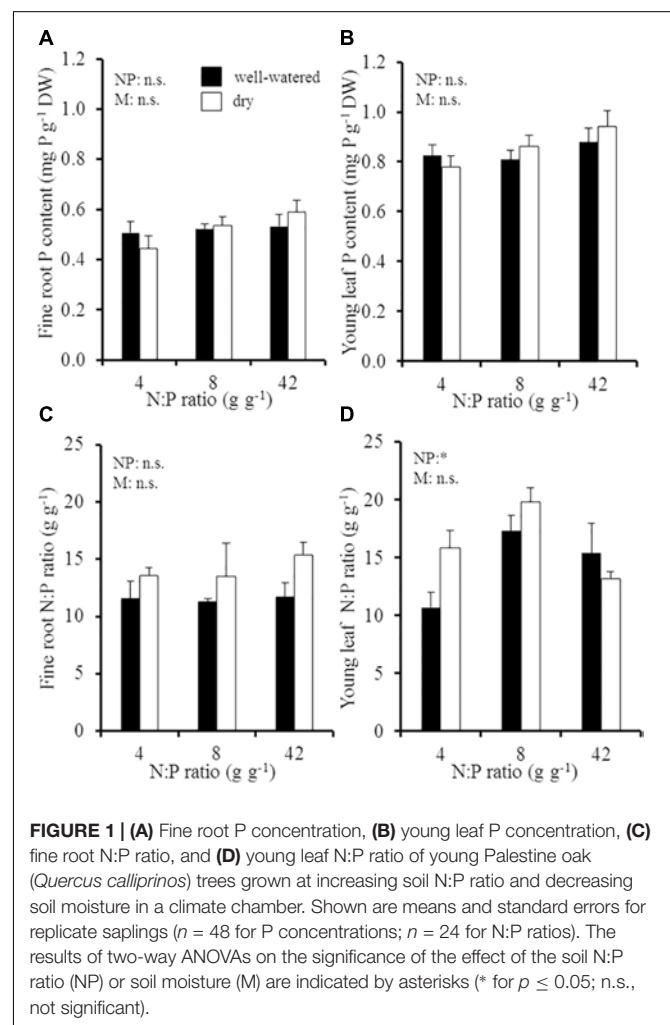 A
B
1.2
1.0
0.8
0.6
0.4
0.2
0.0
Fine root P content (mg P g-1 DW)
NP: n.s.
M: n.s.
well-watered
dry
4 8 42
N:P ratio (g g-1)
1.2
1.0
0.8
0.6
0.4
0.2
0.0
Young leaf P content (mg P g-1 DW)
NP: n.s.
M: n.s.
4 8 42
N:P ratio (g g-1)
C
D
25
20
15
10
5
0
Fine root N:P ratio (g g-1)
NP: n.s.
M: n.s.
4 8 42
N:P ratio (g g-1)
25
20
15
10
5
0
Young leaf N:P ratio (g g-1)
NP:*
M: n.s.
4 8 42
N:P ratio (g g-1)
FIGURE 1 | (A) Fine root P concentration, (B) young leaf P concentration, (C)
fine root N:P ratio, and (D) young leaf N:P ratio of young Palestine oak
(Quercus calliprinos) trees grown at increasing soil N:P ratio and decreasing
soil moisture in a climate chamber. Shown are means and standard errors for
replicate saplings (n = 48 for P concentrations; n = 24 for N:P ratios). The
results of two-way ANOVAs on the significance of the effect of the soil N:P
ratio (NP) or soil moisture (M) are indicated by asterisks (* for p ≤ 0.05; n.s.,
not significant).